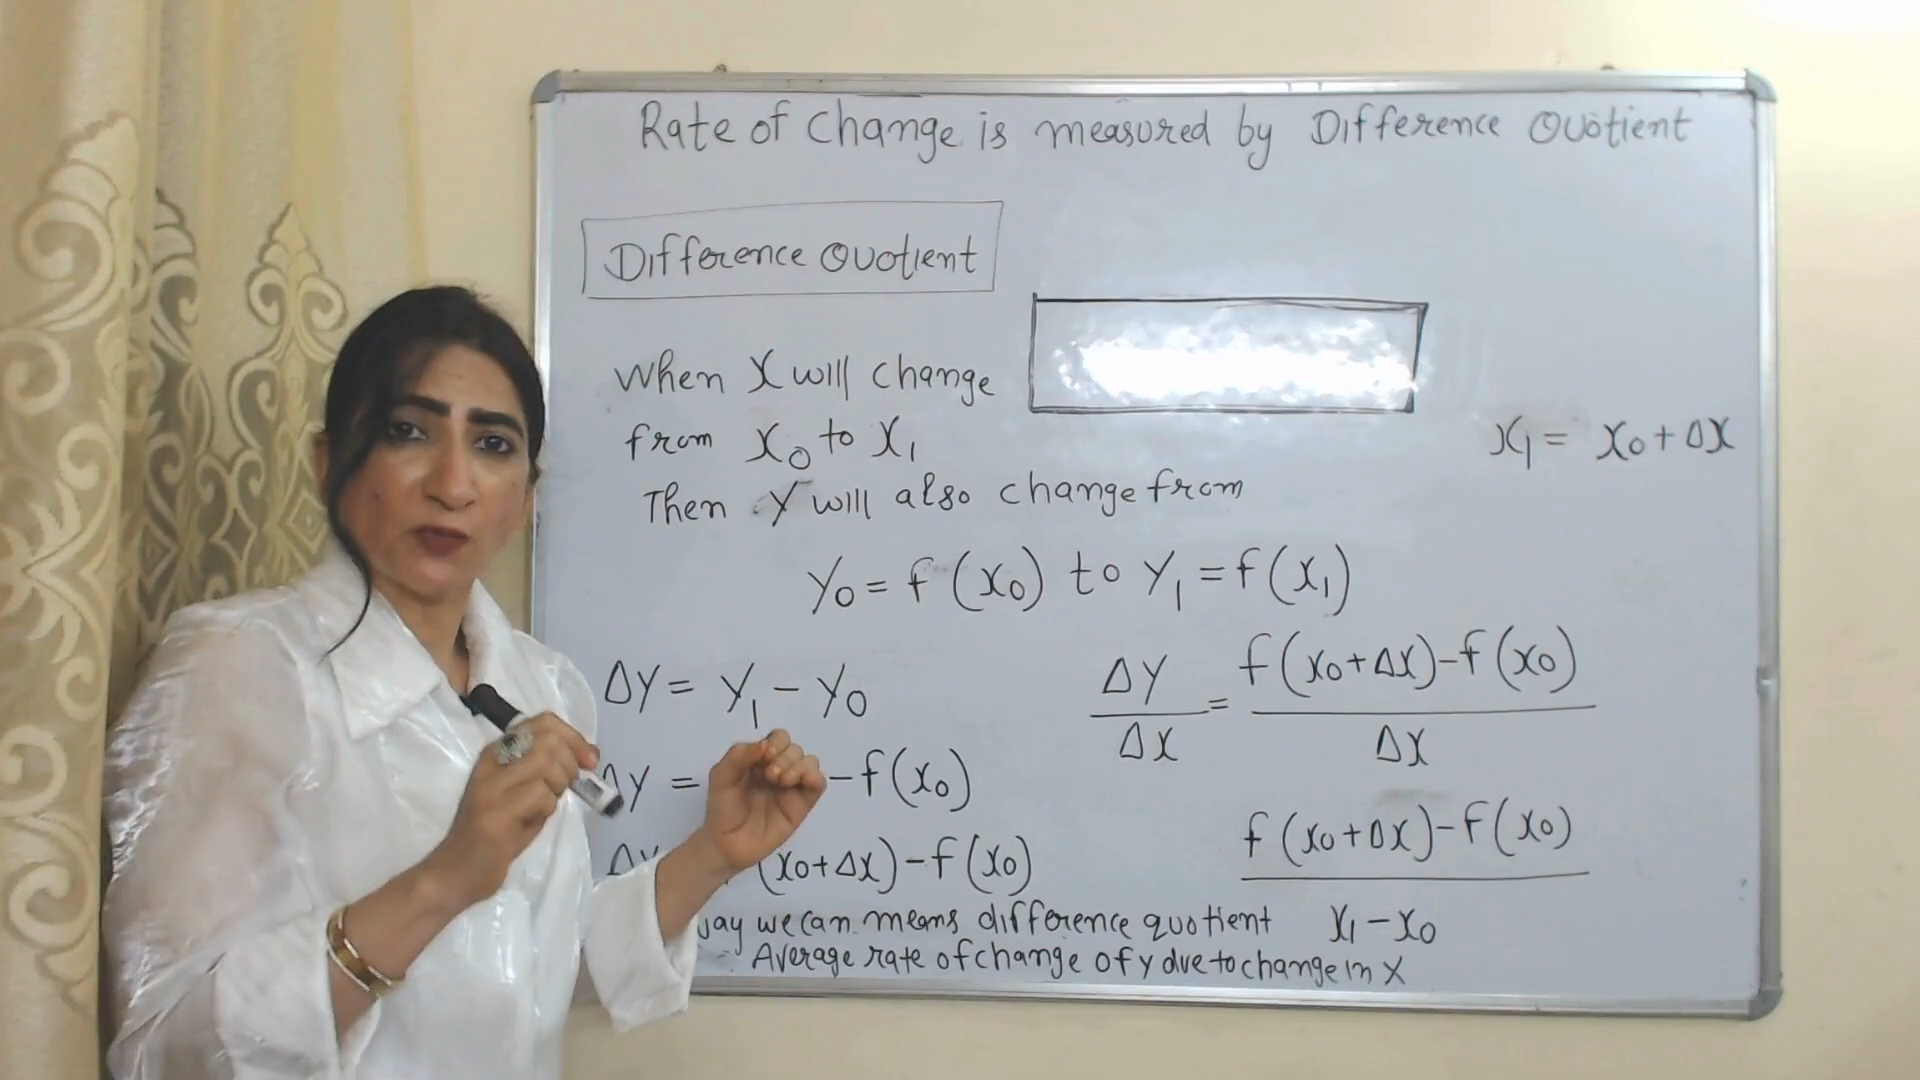 Rate of change is measured by Difference Quotient
Difference Quotient
When X will change
from X₀ to X₁
X₁ = X₀ + ΔX
Then Y will also change from
Y₀ = f (X₀) to Y₁ = f(X₁)
ΔY = Y₁ − Y₀
ΔY = − f(X₀)
(X₀+ΔX) − f(X₀)
ΔY/ΔX = f(X₀+ΔX) − f(X₀)/ΔX
f(X₀+ΔX) − f(X₀)/X₁ − X₀
we can means difference quotient
Average rate of change of y due to change in X